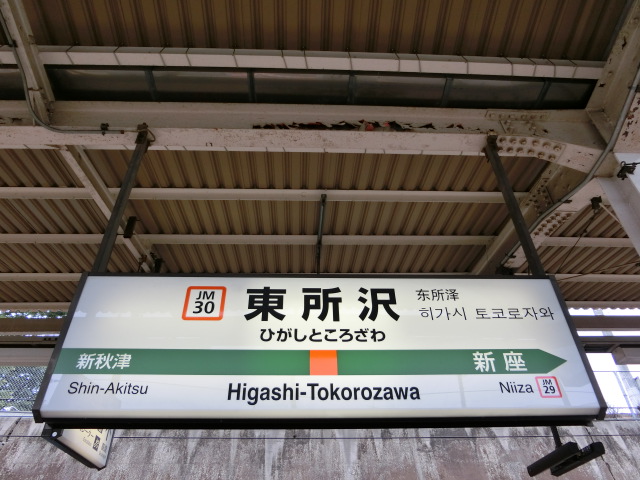 JM
30
東所沢
东所泽
히가시 토코로자와
ひがしところざわ
新秋津
新座
Shin-Akitsu
Higashi-Tokorozawa
Niiza
JM
29